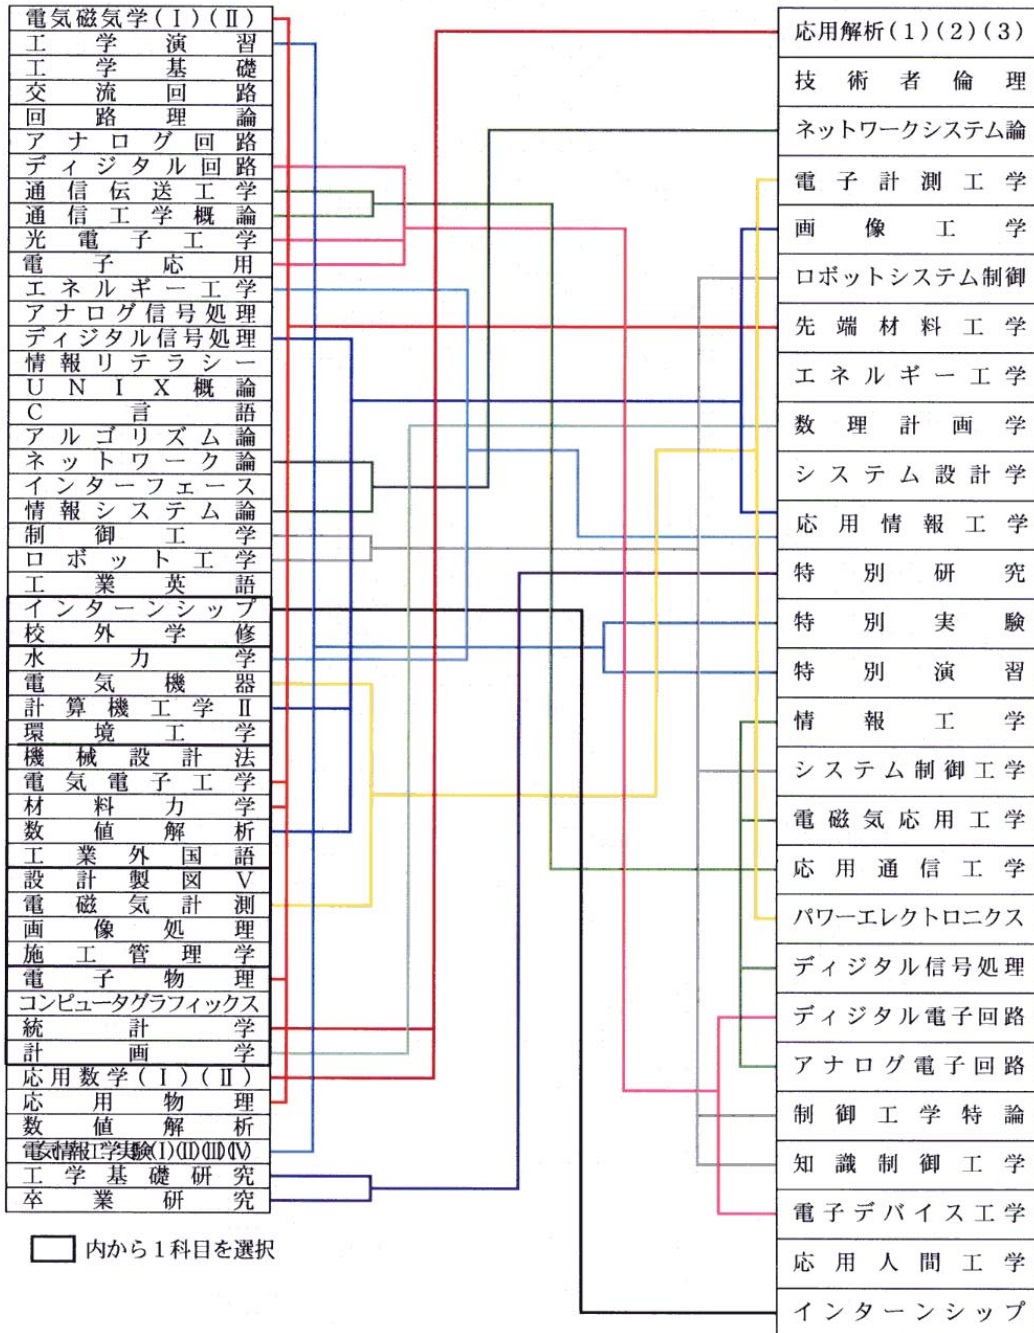 電気磁気学(Ⅰ)(Ⅱ)
工学演習
工学基礎
交流回路
回路理論
アナログ回路
ディジタル回路
通信伝送工学
通信工学概論
光電子工学
電子応用
エネルギー工学
アナログ信号処理
ディジタル信号処理
情報リテラシー
UNIX概論
C言語
アルゴリズム論
ネットワーク論
インターフェース
情報システム論
制御工学
ロボット工学
工業英語
インターンシップ
校外学修
水力学
電気機器
計算機工学Ⅱ
環境工学
機械設計法
電気電子工学
材料力学
数値解析
工業外国語
設計製図Ⅴ
電磁気計測
画像処理
施工管理学
電子物理
コンピュータグラフィックス
統計学
計画学
応用数学(Ⅰ)(Ⅱ)
応用物理
数値解析
電気情報工学実験(Ⅰ)(Ⅱ)(Ⅲ)(Ⅳ)
工学基礎研究
卒業研究
内から1科目を選択
応用解析(1)(2)(3)
技術者倫理
ネットワークシステム論
電子計測工学
画像工学
ロボットシステム制御
先端材料工学
エネルギー工学
数理計画学
システム設計学
応用情報工学
特別研究
特別実験
特別演習
情報工学
システム制御工学
電磁気応用工学
応用通信工学
パワーエレクトロニクス
ディジタル信号処理
ディジタル電子回路
アナログ電子回路
制御工学特論
知識制御工学
電子デバイス工学
応用人間工学
インターンシップ